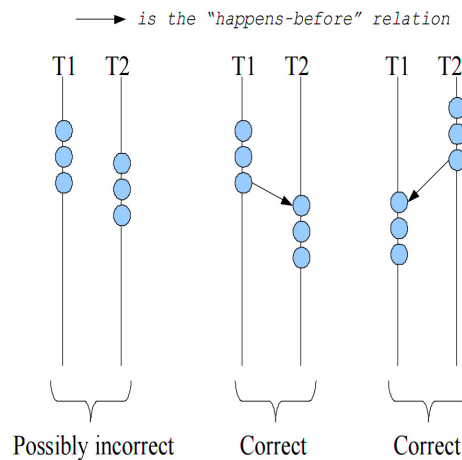 is the "happens-before" relation
T1 T2 T1 T2 T1 T2
Possibly incorrect Correct Correct